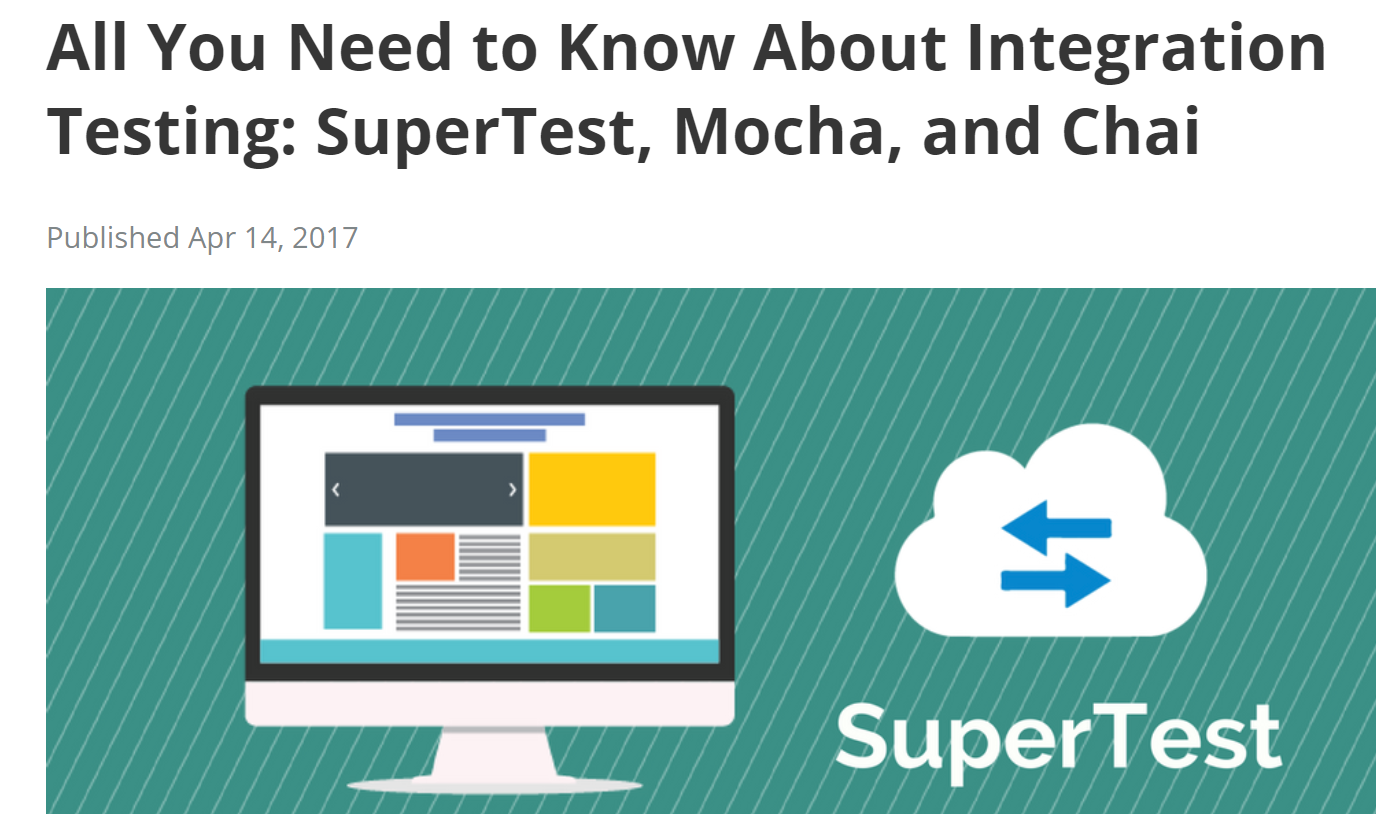 All You Need to Know About Integration
Testing: SuperTest, Mocha, and Chai
Published Apr 14, 2017
SuperTest